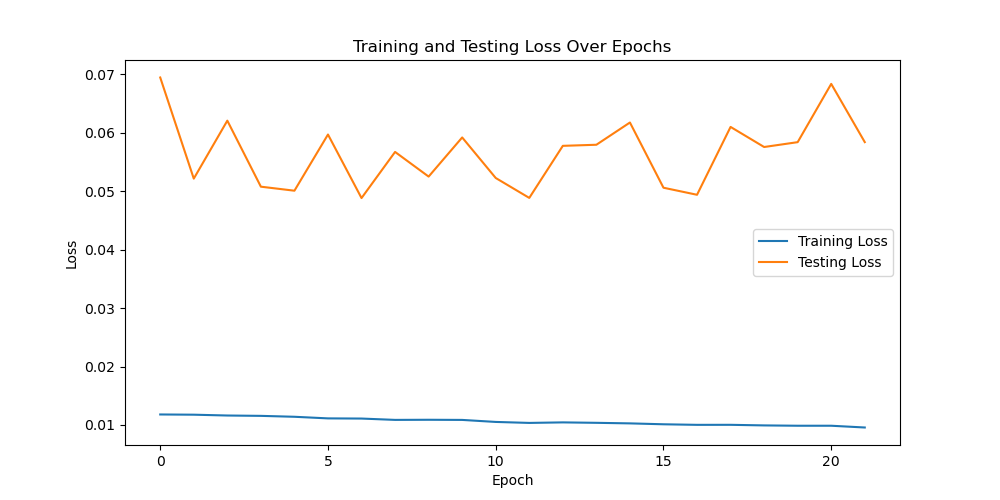 Training and Testing Loss Over Epochs
0.07
0.06
0.05
0.04
0.03
0.02
0.01
Loss
Training Loss
Testing Loss
0 5 10 15 20
Epoch